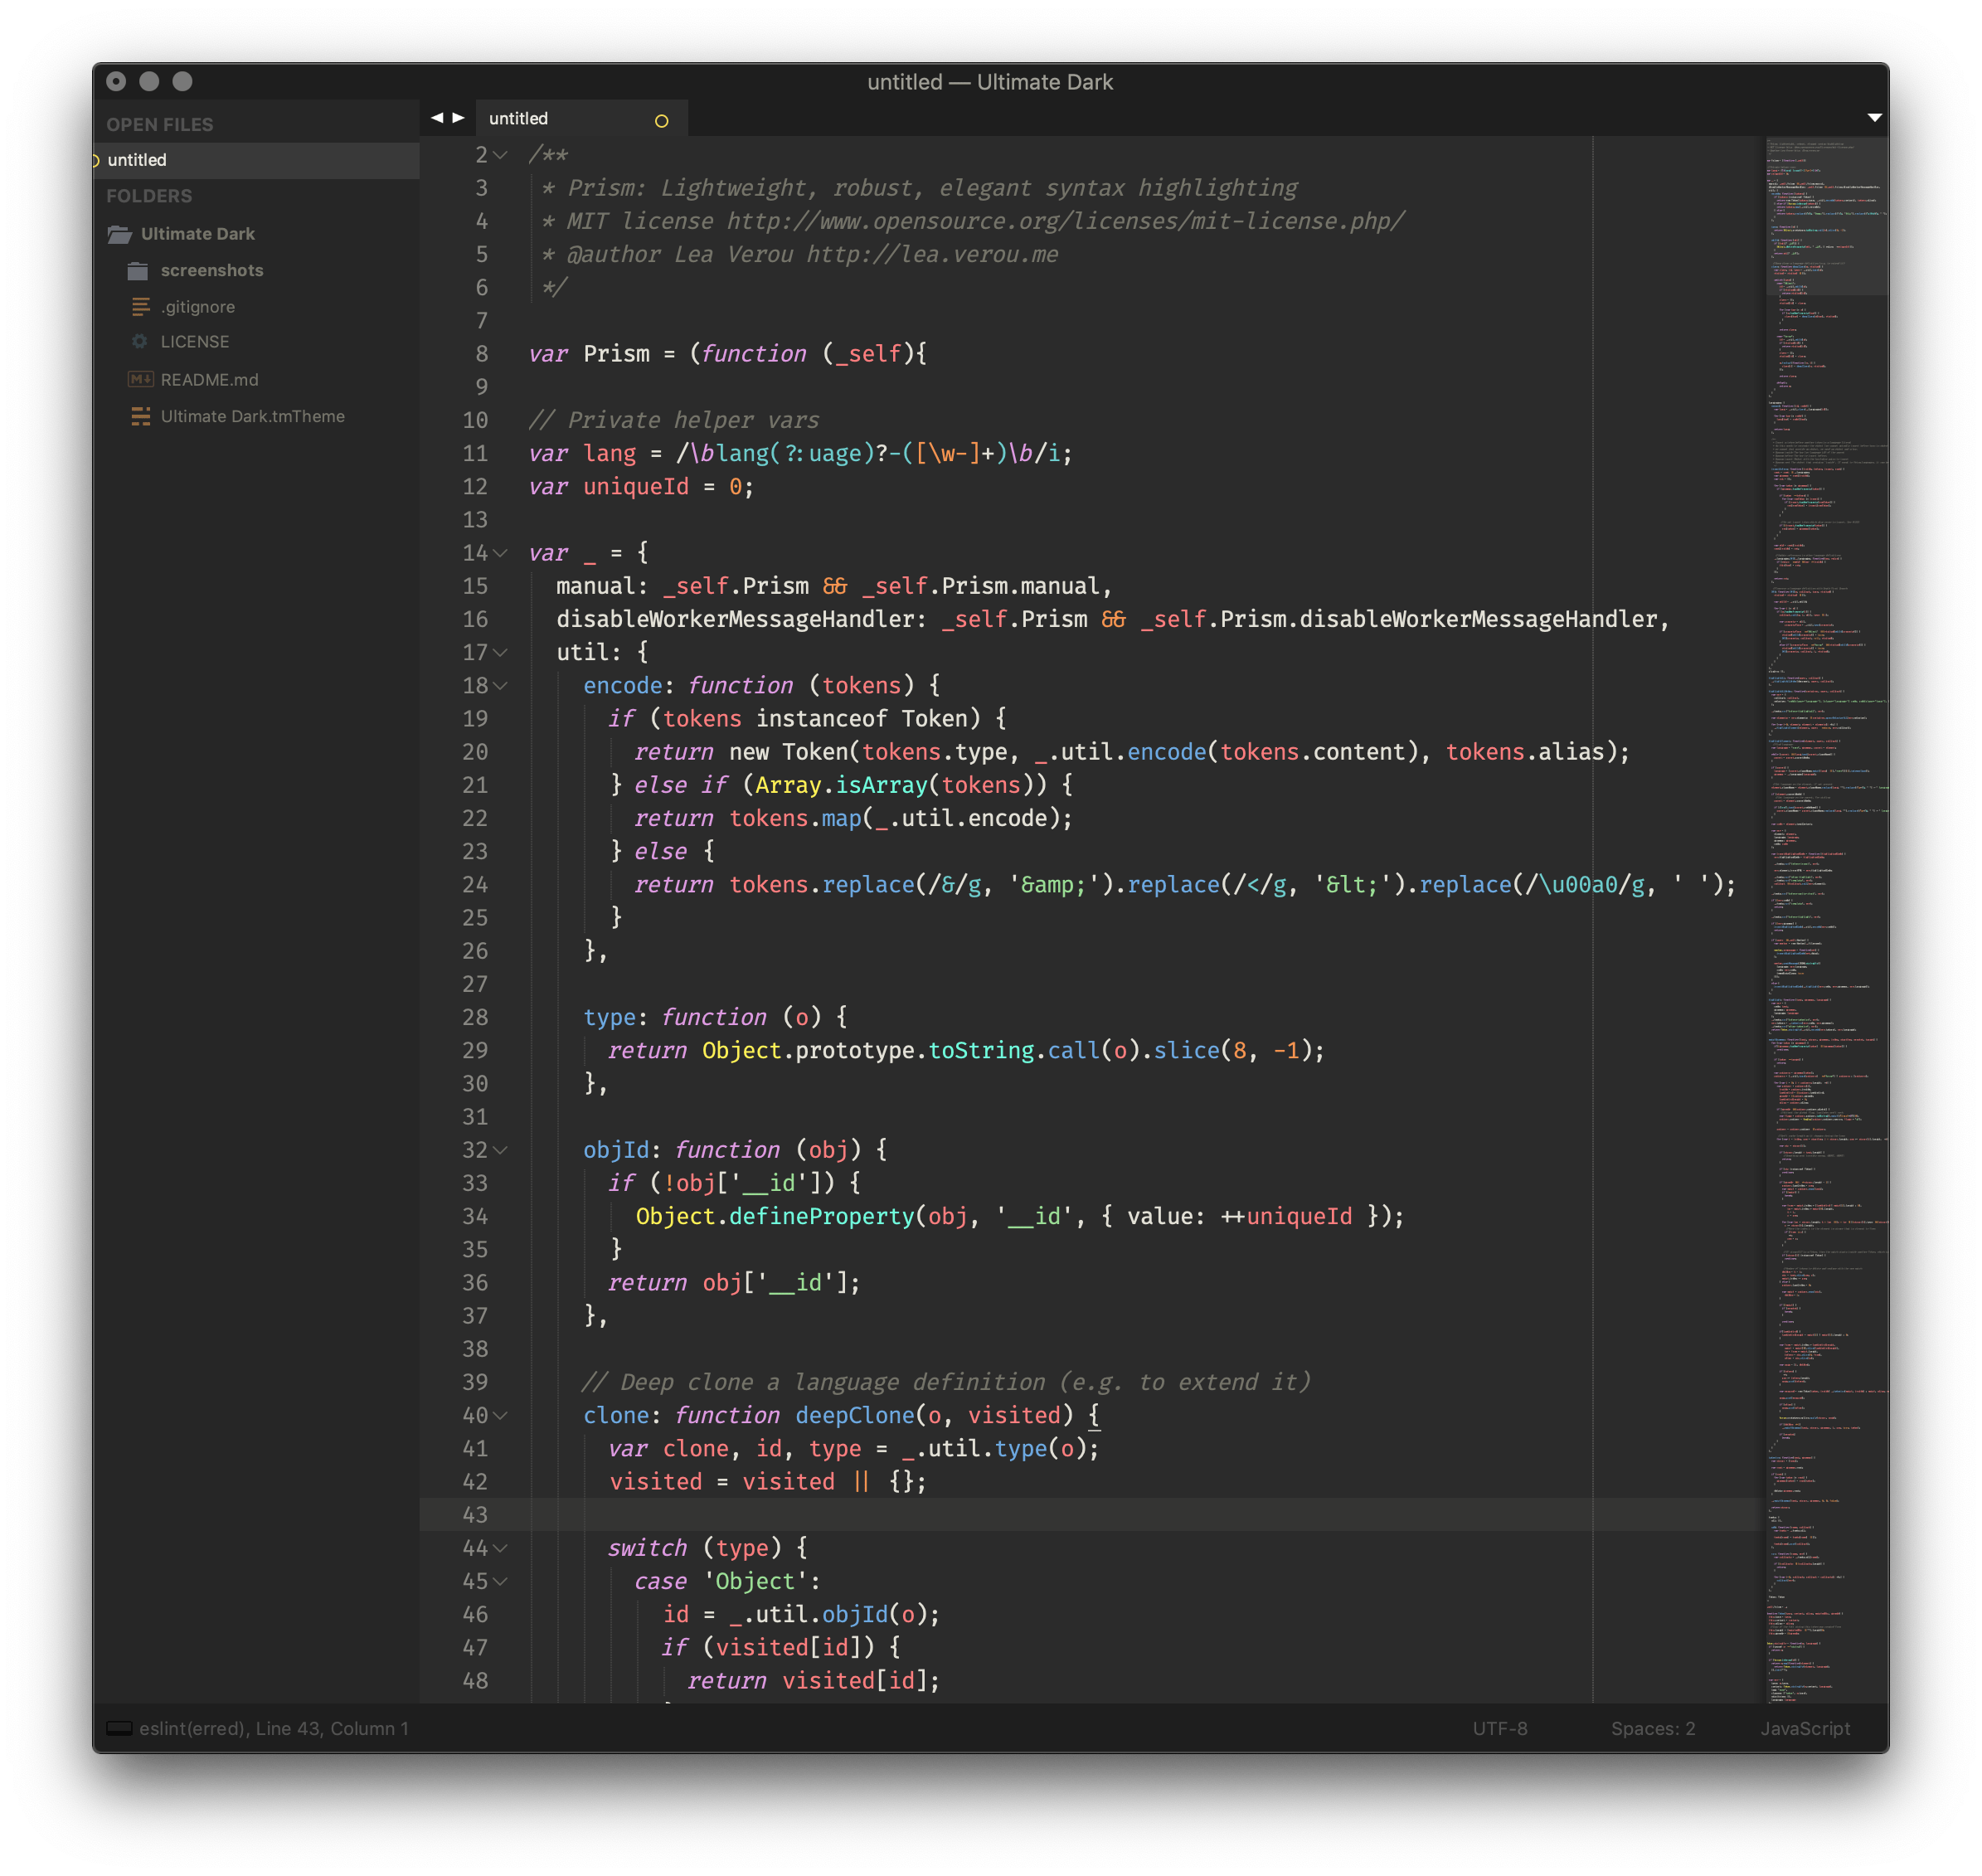 untitled — Ultimate Dark
OPEN FILES
untitled
FOLDERS
Ultimate Dark
screenshots
.gitignore
LICENSE
README.md
Ultimate Dark.tmTheme
untitled
2 /**
3 * Prism: Lightweight, robust, elegant syntax highlighting
4 * MIT license http://www.opensource.org/licenses/mit-license.php/
5 * @author Lea Verou http://lea.verou.me
6 */
7
8 var Prism = (function (_self){
9
10 // Private helper vars
11 var lang = /\blang(?:uage)?-([\w-]+)\b/i;
12 var uniqueId = 0;
13
14 var _ = {
15 manual: _self.Prism && _self.Prism.manual,
16 disableWorkerMessageHandler: _self.Prism && _self.Prism.disableWorkerMessageHandler,
17 util: {
18 encode: function (tokens) {
19 if (tokens instanceof Token) {
20 return new Token(tokens.type, _.util.encode(tokens.content), tokens.alias);
21 } else if (Array.isArray(tokens)) {
22 return tokens.map(_.util.encode);
23 } else {
24 return tokens.replace(/&/g, '&amp;').replace(/</g, '&lt;').replace(/\u00a0/g, ' ');
25 }
26 },
27
28 type: function (o) {
29 return Object.prototype.toString.call(o).slice(8, -1);
30 },
31
32 objId: function (obj) {
33 if (!obj['__id']) {
34 Object.defineProperty(obj, '__id', { value: ++uniqueId });
35 }
36 return obj['__id'];
37 },
38
39 // Deep clone a language definition (e.g. to extend it)
40 clone: function deepClone(o, visited) {
41 var clone, id, type = _.util.type(o);
42 visited = visited || {};
43
44 switch (type) {
45 case 'Object':
46 id = _.util.objId(o);
47 if (visited[id]) {
48 return visited[id];
eslint(erred), Line 43, Column 1
UTF-8
Spaces: 2
JavaScript